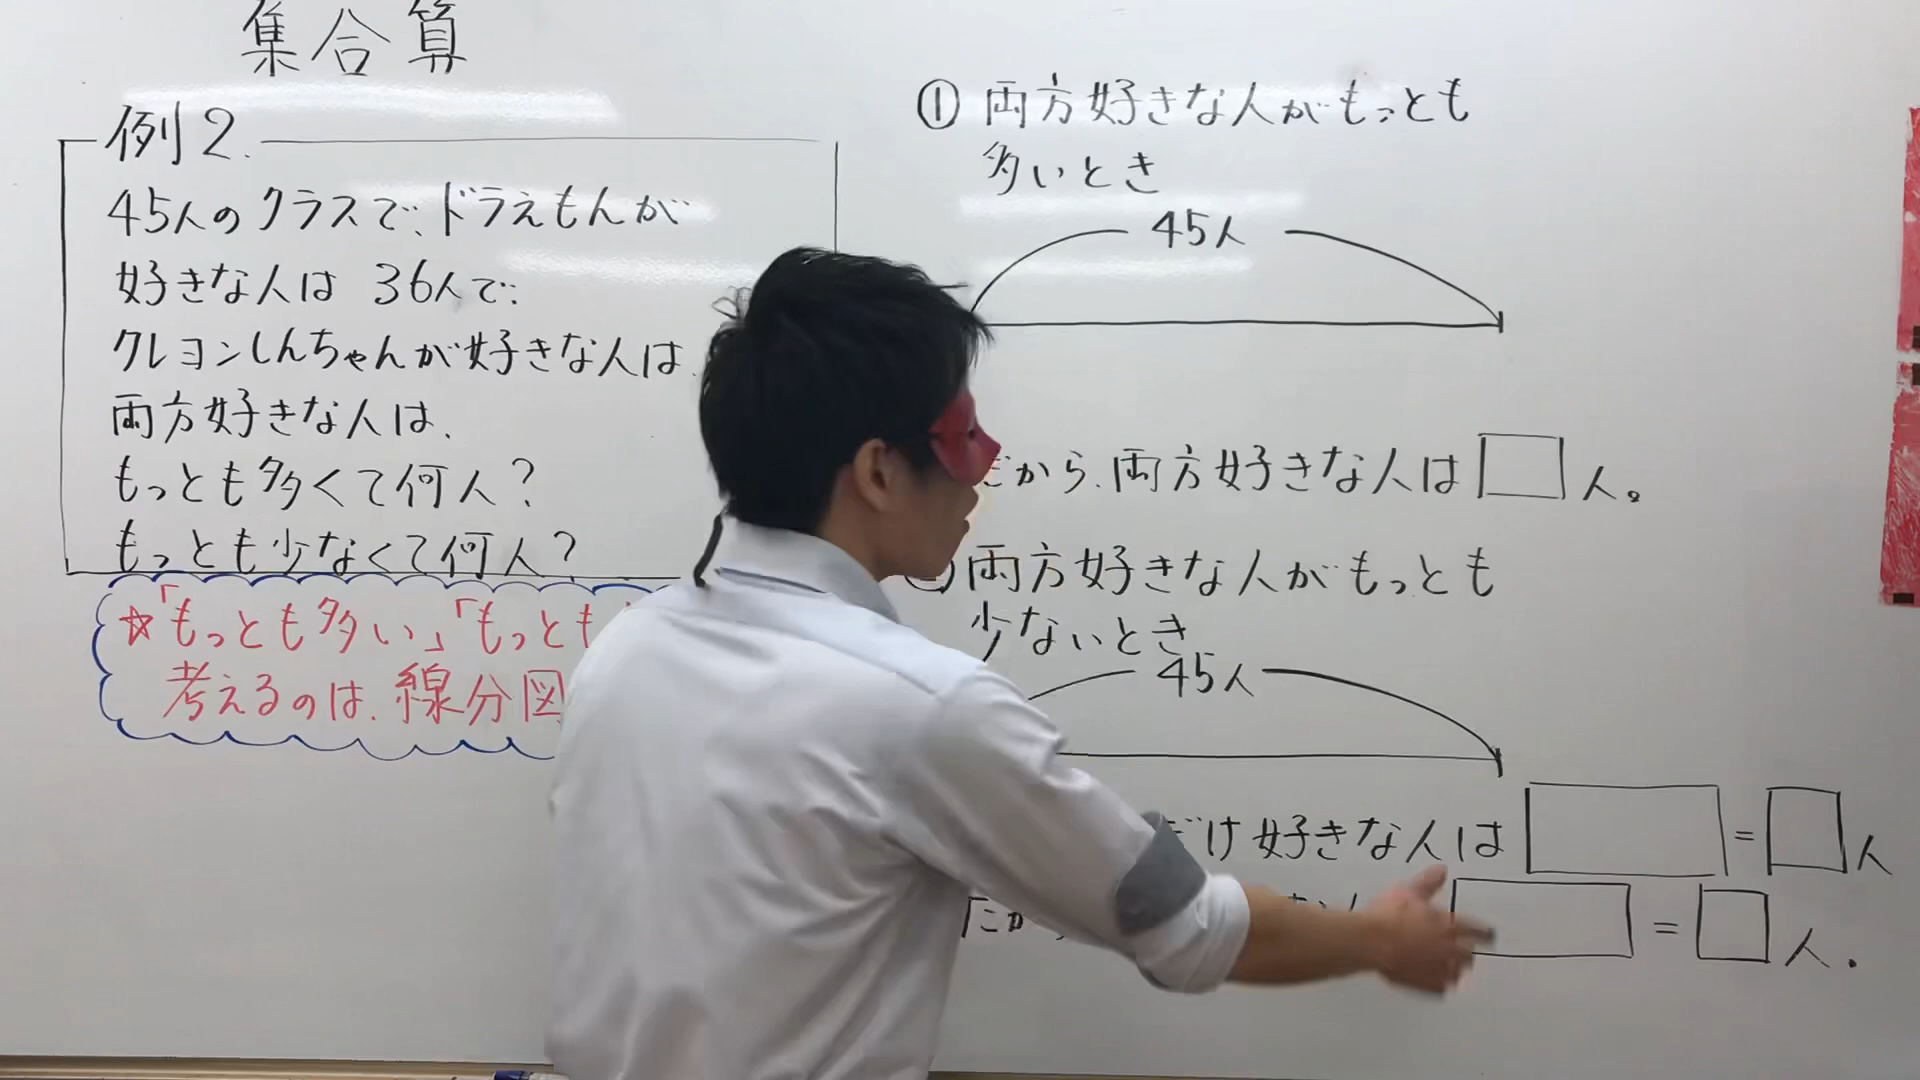 集合算
例2.
45人のクラスで、ドラえもんが
好きな人は 36人で、
クレヨンしんちゃんが好きな人は
両方好きな人は、
もっとも多くて何人?
もっとも少なくて何人?
☆「もっとも多い」「もっとも
考えるのは、線分図
① 両方好きな人がもっとも
多いとき
45人
だから、両方好きな人は□人。
両方好きな人がもっとも
少ないとき
45人
だけ好きな人は□=□人
だから
□=□人.